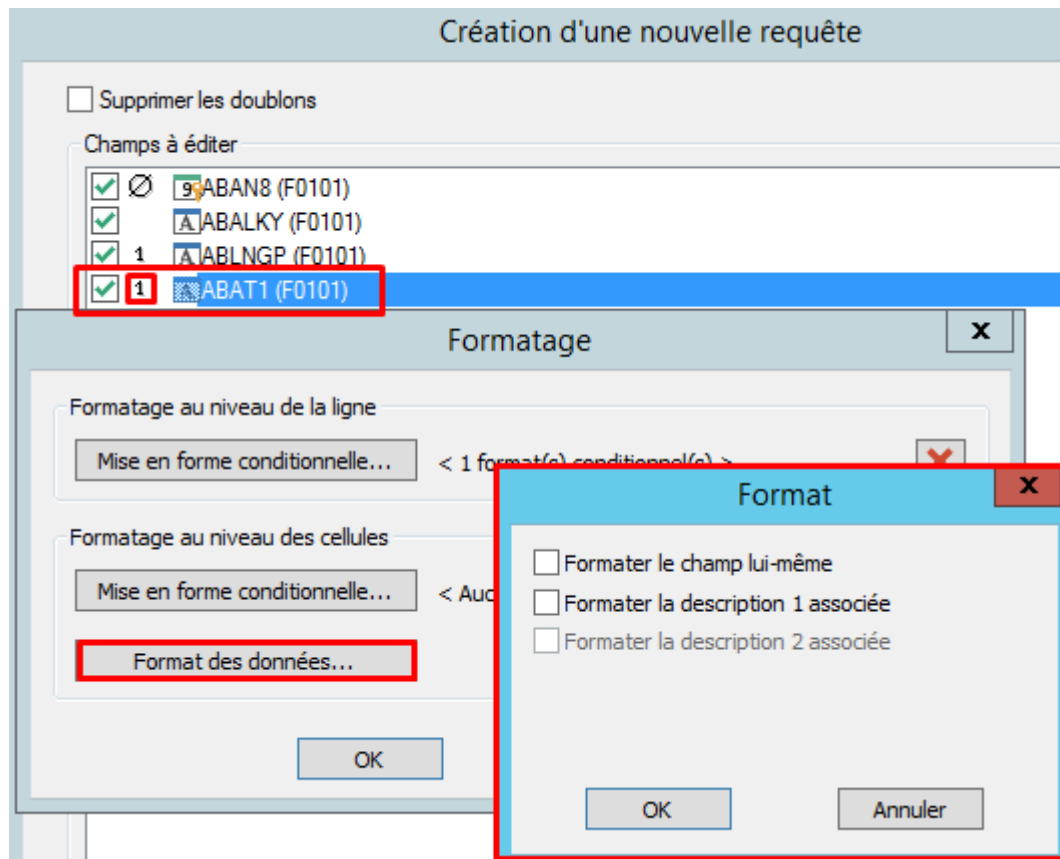 Création d'une nouvelle requête
Supprimer les doublons
Champs à éditer
ABAN8 (F0101)
ABALKY (F0101)
1 ABLNGP (F0101)
1 ABAT1 (F0101)
Formatage
x
Formatage au niveau de la ligne
Mise en forme conditionnelle... < 1 format(s) conditionnel(s) >
Format
x
Formatage au niveau des cellules
Mise en forme conditionnelle... < Auc
Formater le champ lui-même
Formater la description 1 associée
Formater la description 2 associée
Format des données...
OK
OK
Annuler